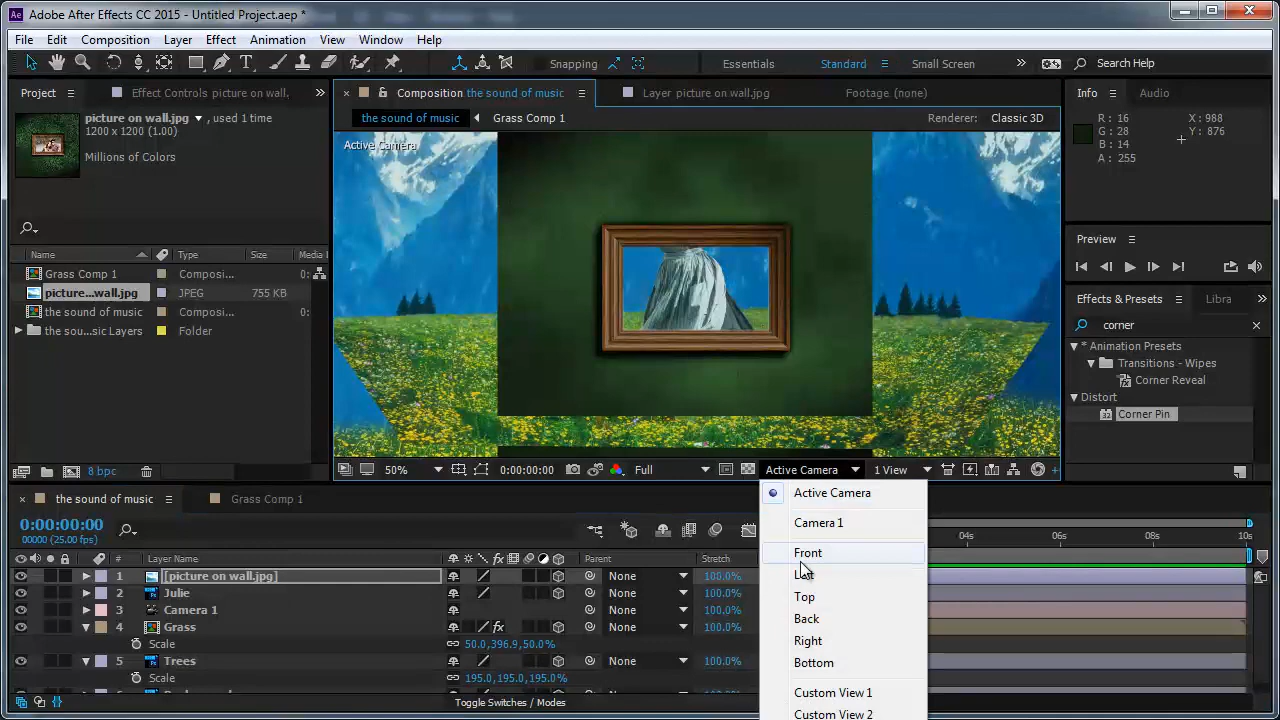 Adobe After Effects CC 2015 - Untitled Project.aep *
File Edit Composition Layer Effect Animation View Window Help
Snapping Essentials Standard Small Screen Search Help
Project Effect Controls picture on wall. Composition the sound of music Layer picture on wall.jpg Footage (none) Info Audio
picture on wall.jpg , used 1 time
1200 x 1200 (1.00)
Millions of Colors
the sound of music Grass Comp 1 Renderer: Classic 3D
Active Camera
R : 16 X : 988
G : 28 Y : 876
B : 14
A : 255
Preview
Effects & Presets Libra
corner
* Animation Presets
Transitions - Wipes
Corner Reveal
Distort
Corner Pin
Name Type Size Media
Grass Comp 1 Composi... 0:
picture...wall.jpg JPEG 755 KB
the sound of music Composi... 0:
the sou...sic Layers Folder
8 bpc
50% 0:00:00:00 Full Active Camera 1 View
Active Camera
Camera 1
Front
Left
Top
Back
Right
Bottom
Custom View 1
Custom View 2
the sound of music Grass Comp 1
0:00:00:00
00000 (25.00 fps)
04s 06s 08s 10s
# Layer Name Parent Stretch
1 [picture on wall.jpg] None 100.0%
2 Julie None 100.0%
3 Camera 1 None 100.0%
4 Grass None 100.0%
Scale 50.0,396.9,50.0%
5 Trees None 100.0%
Scale 195.0,195.0,195.0%
Toggle Switches / Modes